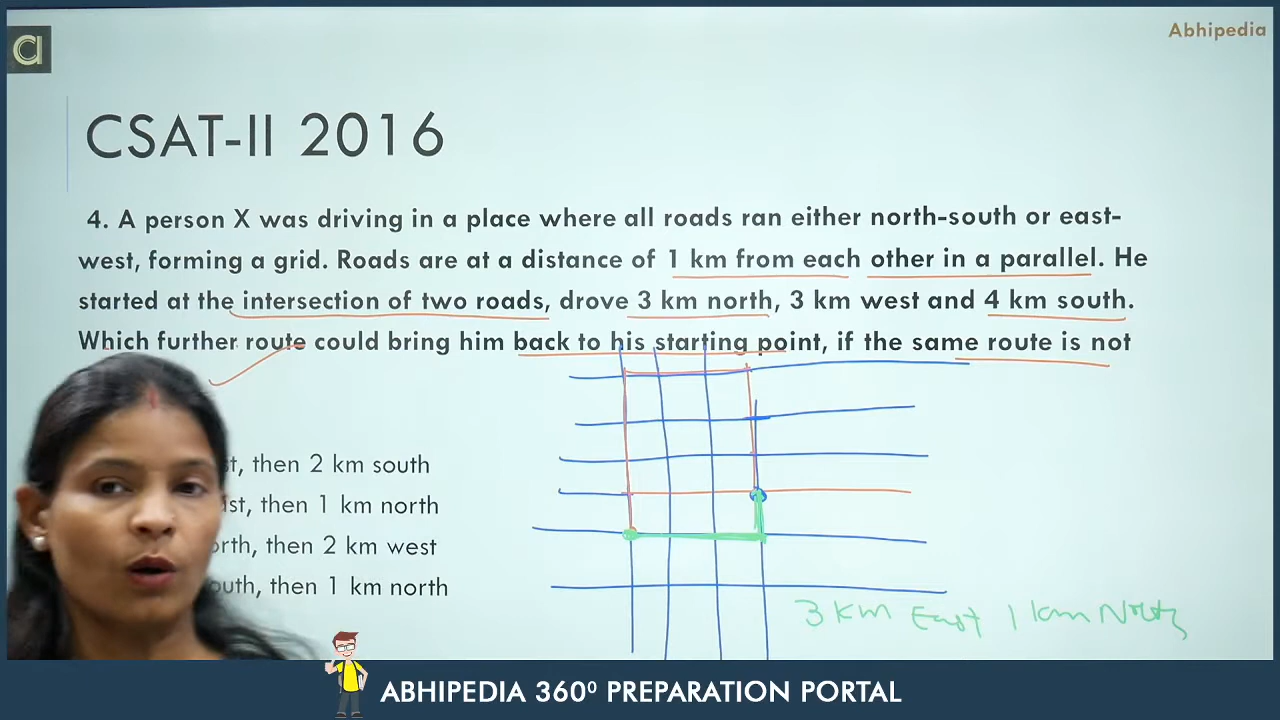 Abhipedia
a
CSAT-II 2016
4. A person X was driving in a place where all roads ran either north-south or east-
west, forming a grid. Roads are at a distance of 1 km from each other in a parallel. He
started at the intersection of two roads, drove 3 km north, 3 km west and 4 km south.
Which further route could bring him back to his starting point, if the same route is not
then 2 km south
then 1 km north
then 2 km west
then 1 km north
3 km East 1 km North
ABHIPEDIA 360⁰ PREPARATION PORTAL